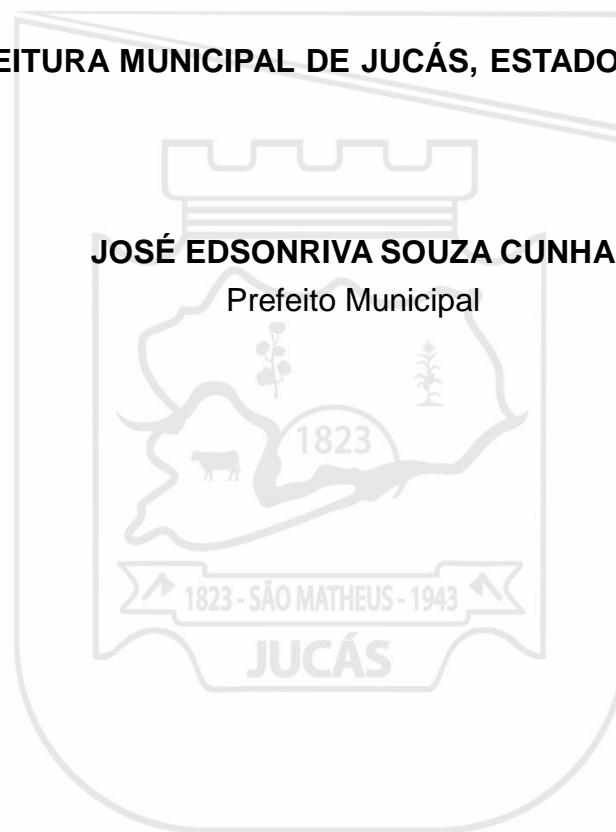 EITURA MUNICIPAL DE JUCÁS, ESTADO
JOSÉ EDSONRIVA SOUZA CUNHA
Prefeito Municipal
1823
1823 - SÃO MATHEUS - 1943
JUCÁS